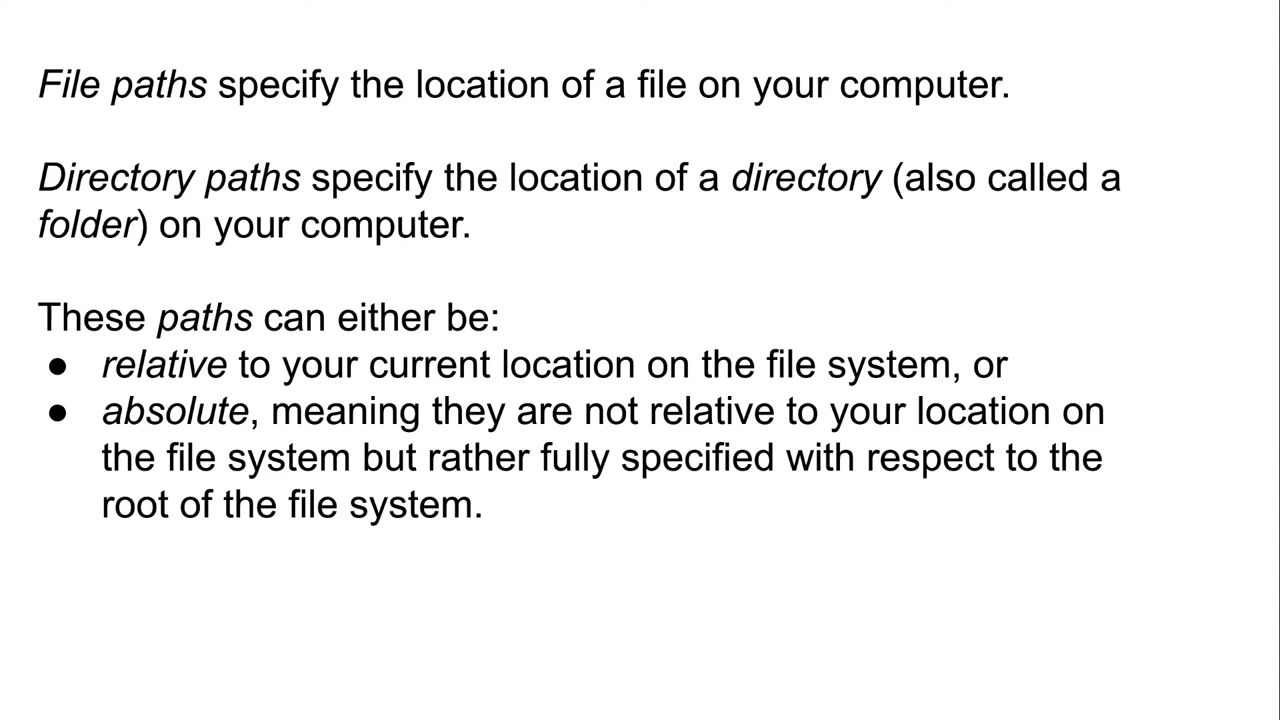 File paths specify the location of a file on your computer.
Directory paths specify the location of a directory (also called a
folder) on your computer.
These paths can either be:
● relative to your current location on the file system, or
● absolute, meaning they are not relative to your location on
the file system but rather fully specified with respect to the
root of the file system.